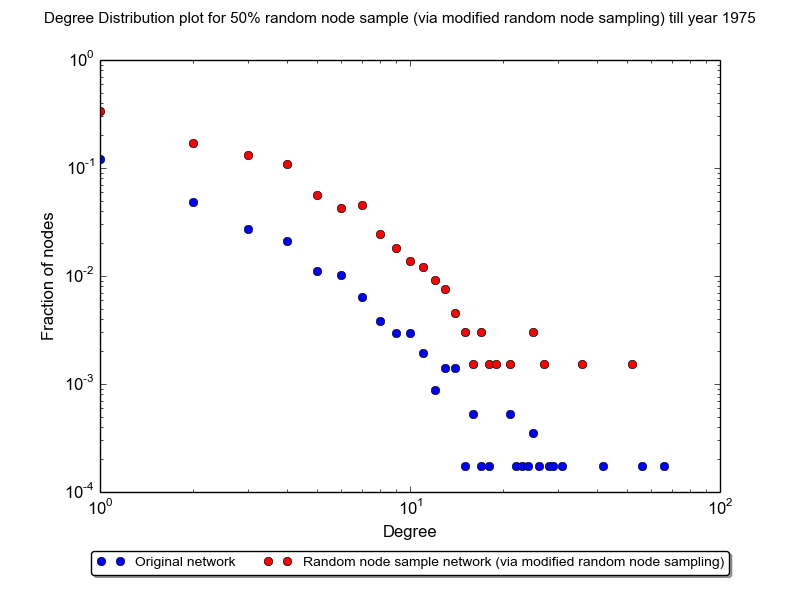 Degree Distribution plot for 50% random node sample (via modified random node sampling) till year 1975
10^0
10^-1
10^-2
10^-3
10^-4
Fraction of nodes
10^0 10^1 10^2
Degree
Original network Random node sample network (via modified random node sampling)